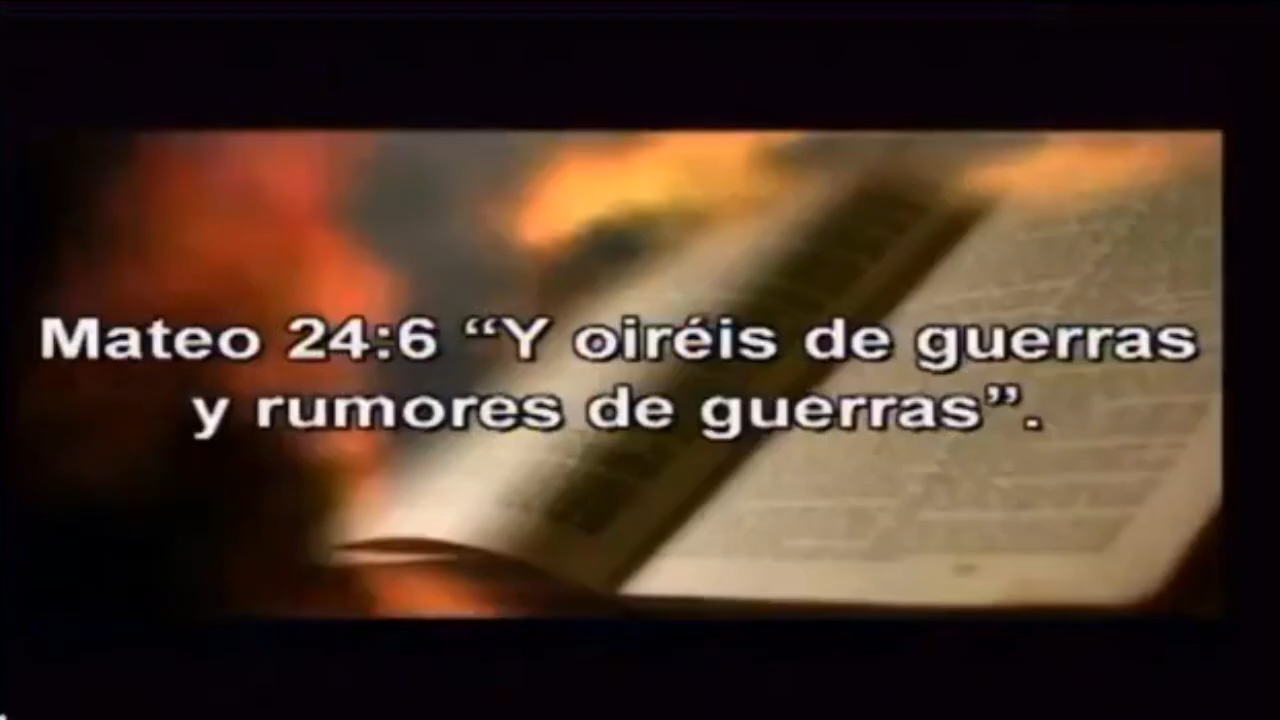 Mateo 24:6 “Y oiréis de guerras
y rumores de guerras”.